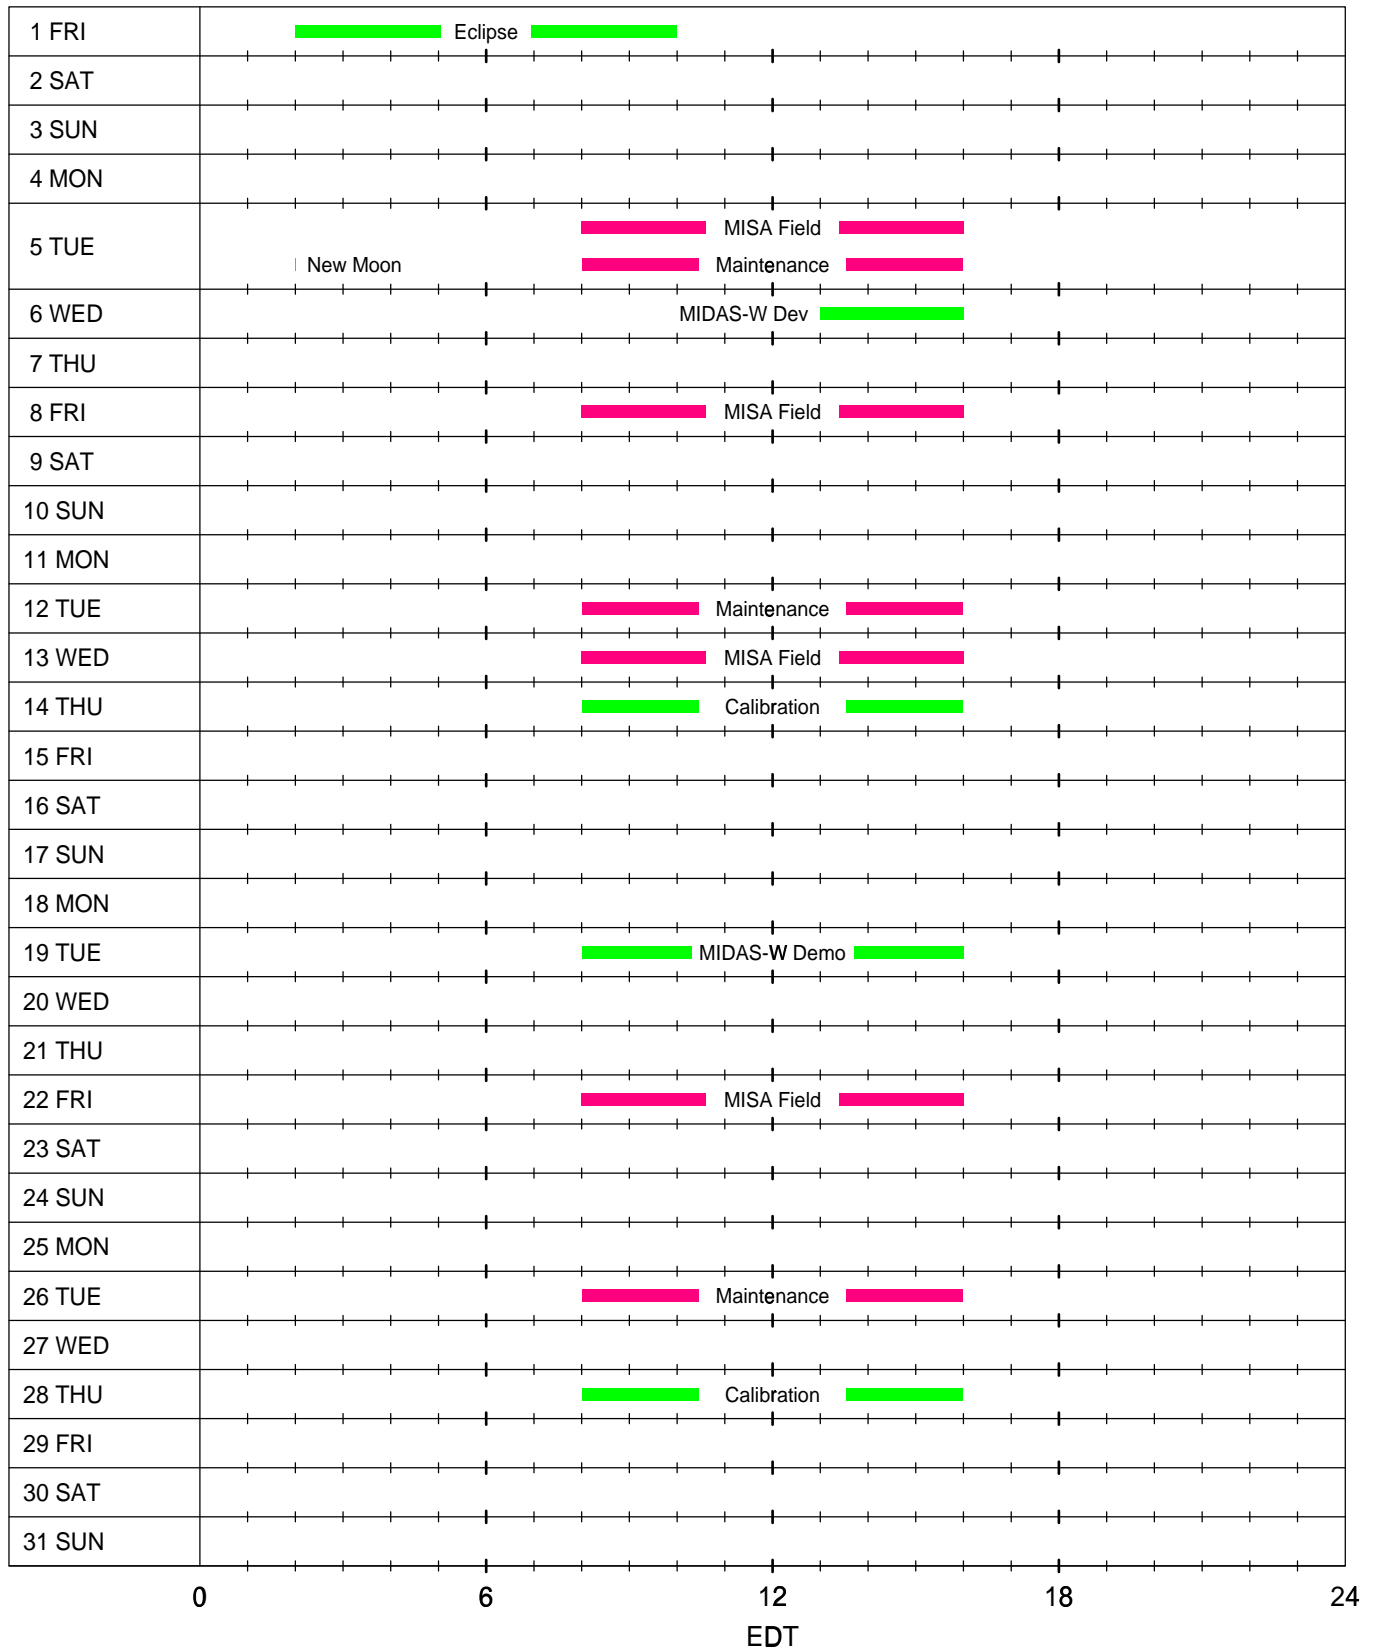 1 FRI Eclipse
2 SAT
3 SUN
4 MON
5 TUE MISA Field
New Moon Maintenance
6 WED MIDAS-W Dev
7 THU
8 FRI MISA Field
9 SAT
10 SUN
11 MON
12 TUE Maintenance
13 WED MISA Field
14 THU Calibration
15 FRI
16 SAT
17 SUN
18 MON
19 TUE MIDAS-W Demo
20 WED
21 THU
22 FRI MISA Field
23 SAT
24 SUN
25 MON
26 TUE Maintenance
27 WED
28 THU Calibration
29 FRI
30 SAT
31 SUN
0 6 12 18 24
EDT